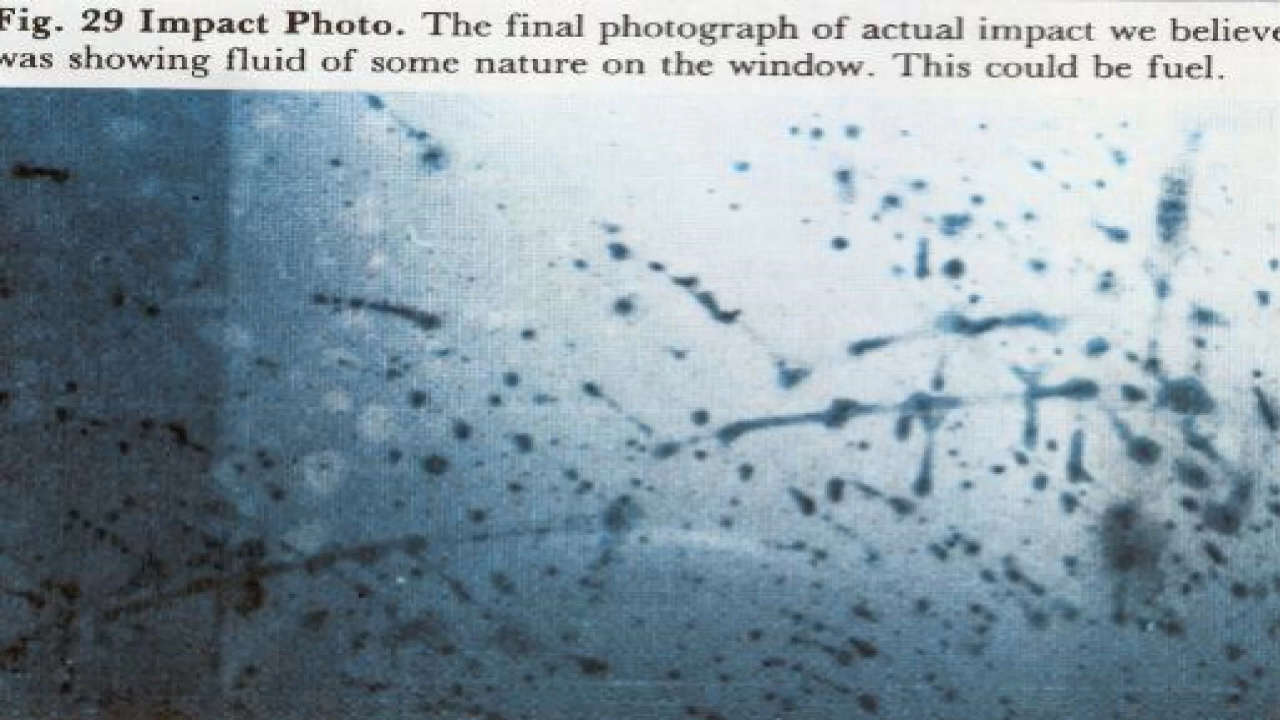 Fig. 29 Impact Photo. The final photograph of actual impact we believe
was showing fluid of some nature on the window. This could be fuel.